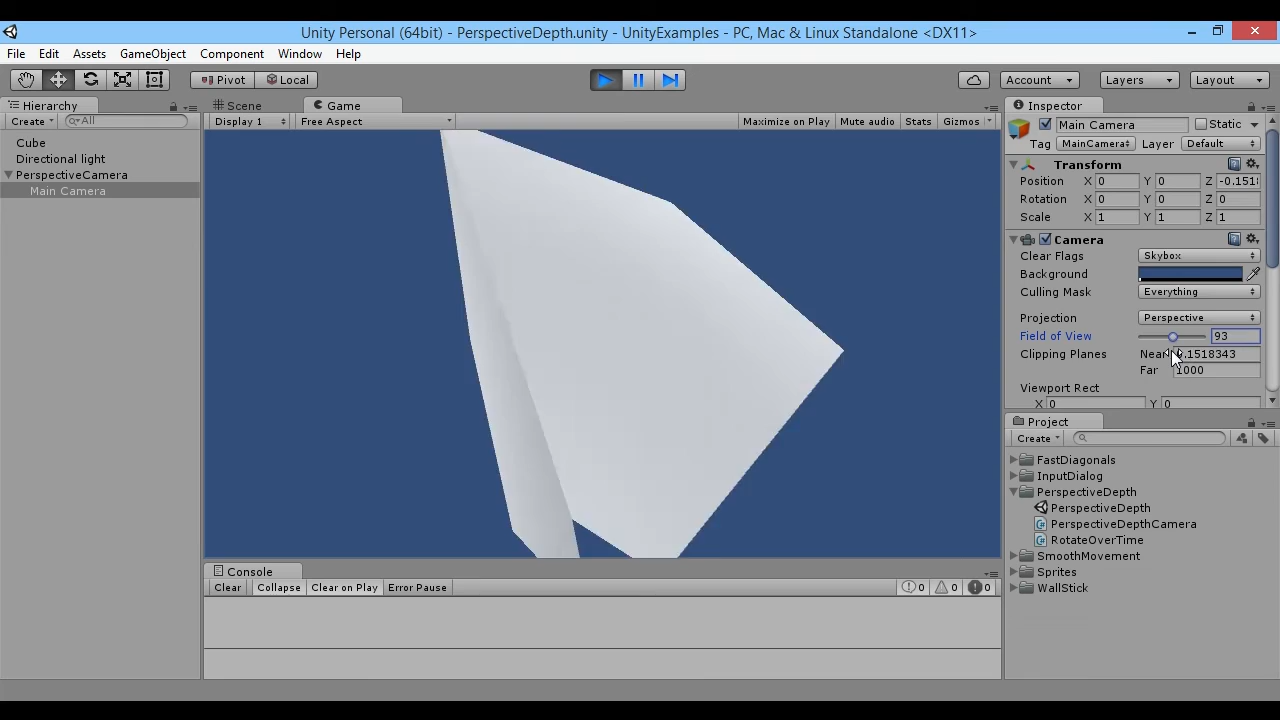 Unity Personal (64bit) - PerspectiveDepth.unity - UnityExamples - PC, Mac & Linux Standalone <DX11>
File Edit Assets GameObject Component Window Help
Pivot Local Account Layers Layout
Hierarchy
Create All
Cube
Directional light
PerspectiveCamera
Main Camera
Scene Game
Display 1 Free Aspect Maximize on Play Mute audio Stats Gizmos
Console
Clear Collapse Clear on Play Error Pause 0 0 0
Inspector
Main Camera Static
Tag MainCamera Layer Default
Transform
Position X 0 Y 0 Z
Rotation X 0 Y 0 Z 0
Scale X 1 Y 1 Z 1
Camera
Clear Flags Skybox
Background
Culling Mask Everything
Projection Perspective
Field of View 93
Clipping Planes Near .1518343
Far 1000
Viewport Rect
X 0 Y 0
Project
Create
FastDiagonals
InputDialog
PerspectiveDepth
PerspectiveDepth
PerspectiveDepthCamera
RotateOverTime
SmoothMovement
Sprites
WallStick